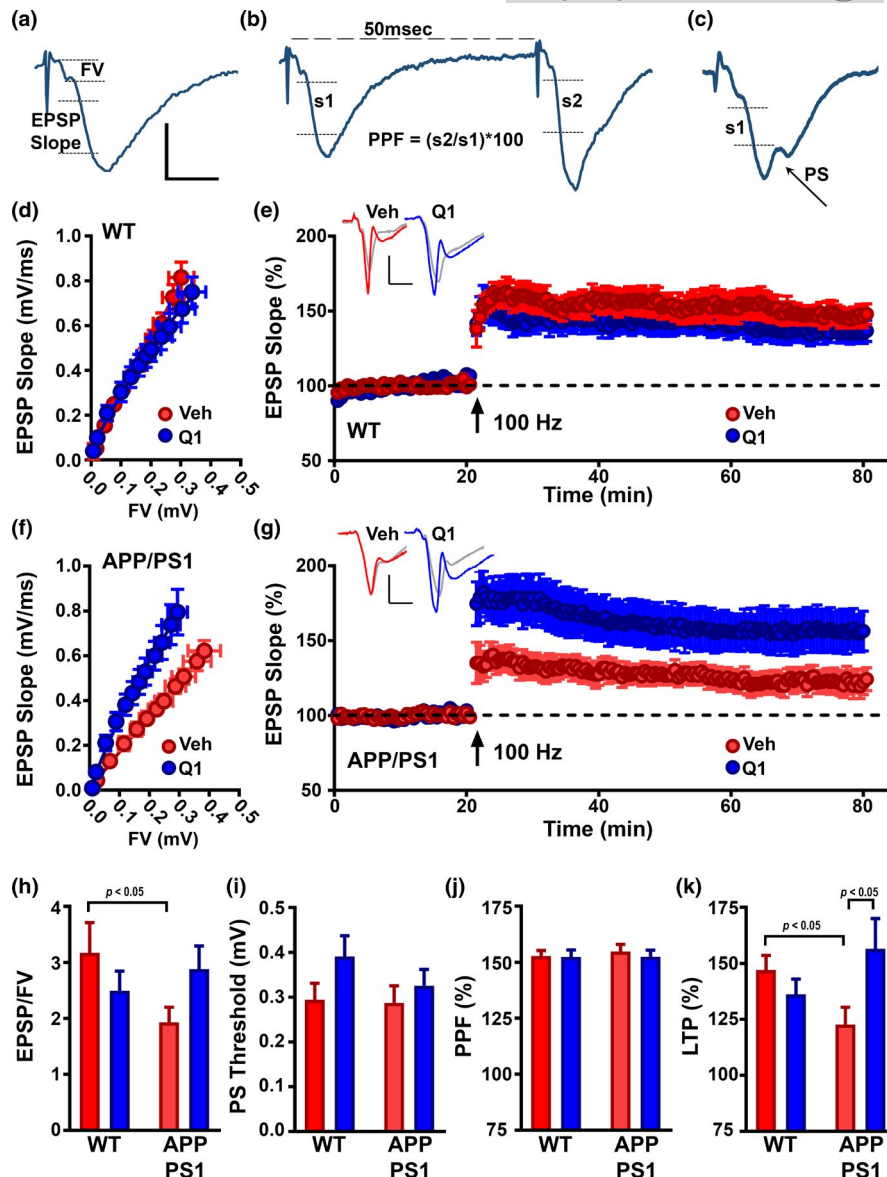 (a)
(b)
(c)
50msec
FV
EPSP
Slope
s1
s2
PPF = (s2/s1)*100
s1
PS
(d)
WT
EPSP Slope (mV/ms)
1.0
0.8
0.6
0.4
0.2
0.0
Veh
Q1
0.0
0.1
0.2
0.3
0.4
0.5
FV (mV)
(e)
Veh
Q1
EPSP Slope (%)
200
150
100
50
WT
100 Hz
Veh
Q1
0
20
40
60
80
Time (min)
(f)
APP/PS1
EPSP Slope (mV/ms)
1.0
0.8
0.6
0.4
0.2
0.0
Veh
Q1
0.0
0.1
0.2
0.3
0.4
0.5
FV (mV)
(g)
Veh
Q1
EPSP Slope (%)
200
150
100
50
APP/PS1
100 Hz
Veh
Q1
0
20
40
60
80
Time (min)
(h)
p < 0.05
EPSP/FV
4
3
2
1
0
WT
APP
PS1
(i)
PS Threshold (mV)
0.5
0.4
0.3
0.2
0.1
0.0
WT
APP
PS1
(j)
PPF (%)
175
150
125
100
75
WT
APP
PS1
(k)
p < 0.05
p < 0.05
LTP (%)
175
150
125
100
75
WT
APP
PS1